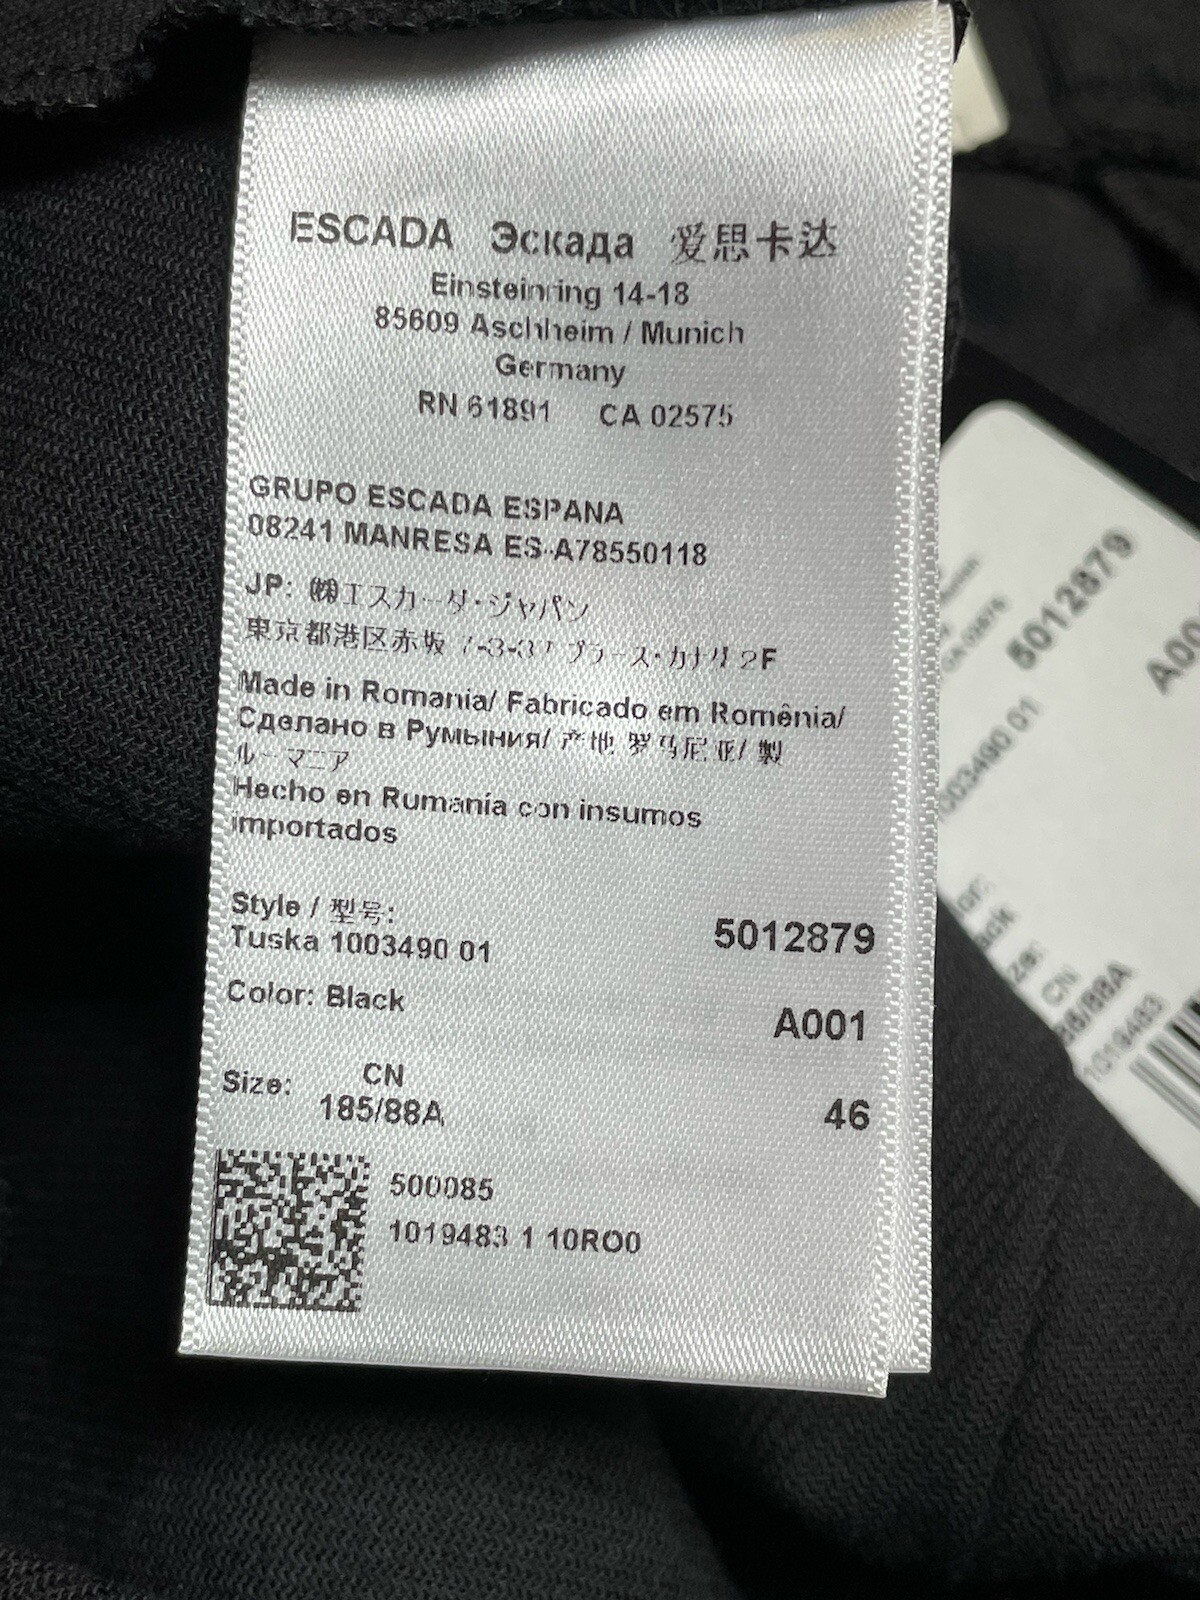 ESCADA Эскада 爱思卡达
Einsteinring 14-18
85609 Aschheim / Munich
Germany
RN 61891 CA 02575
GRUPO ESCADA ESPANA
08241 MANRESA ES-A78550118
JP: ㈱エスカーダ・ジャパン
東京都港区赤坂 7-3-37 プラース・カナダ 2F
Made in Romania/ Fabricado em Romênia/
Сделано в Румыния/ 产地 罗马尼亚/ 製
ルーマニア
Hecho en Rumanía con insumos
importados
Style / 型号:
Tuska 1003490 01 5012879
Color: Black A001
Size: CN 46
185/88A
500085
1019483 1 10RO0
5012879
A00
003490 01
CN
88/88A
1019483